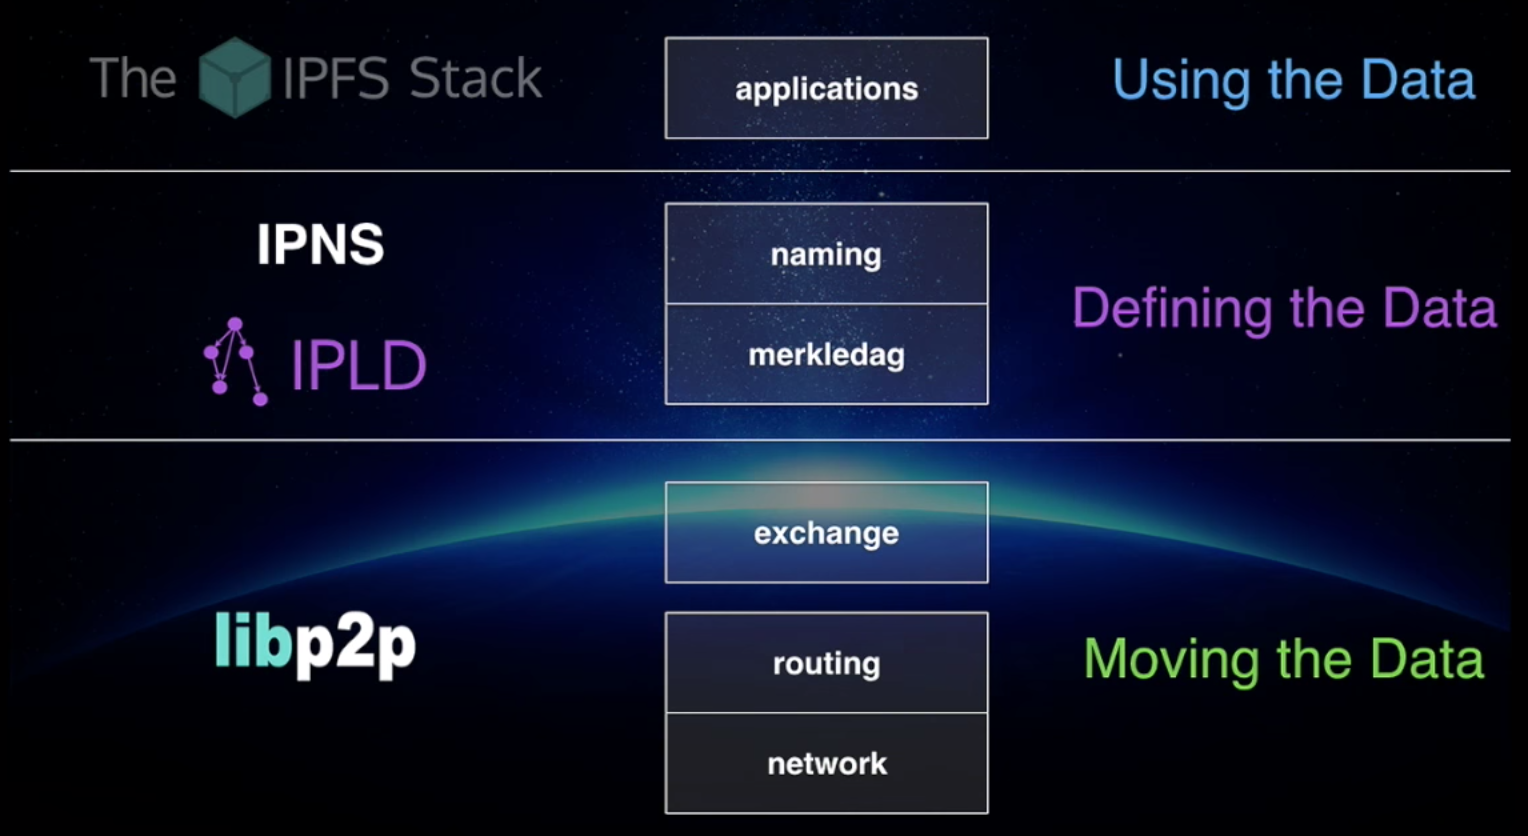 The IPFS Stack
applications
Using the Data
IPNS
naming
Defining the Data
IPLD
merkledag
exchange
libp2p
routing
Moving the Data
network